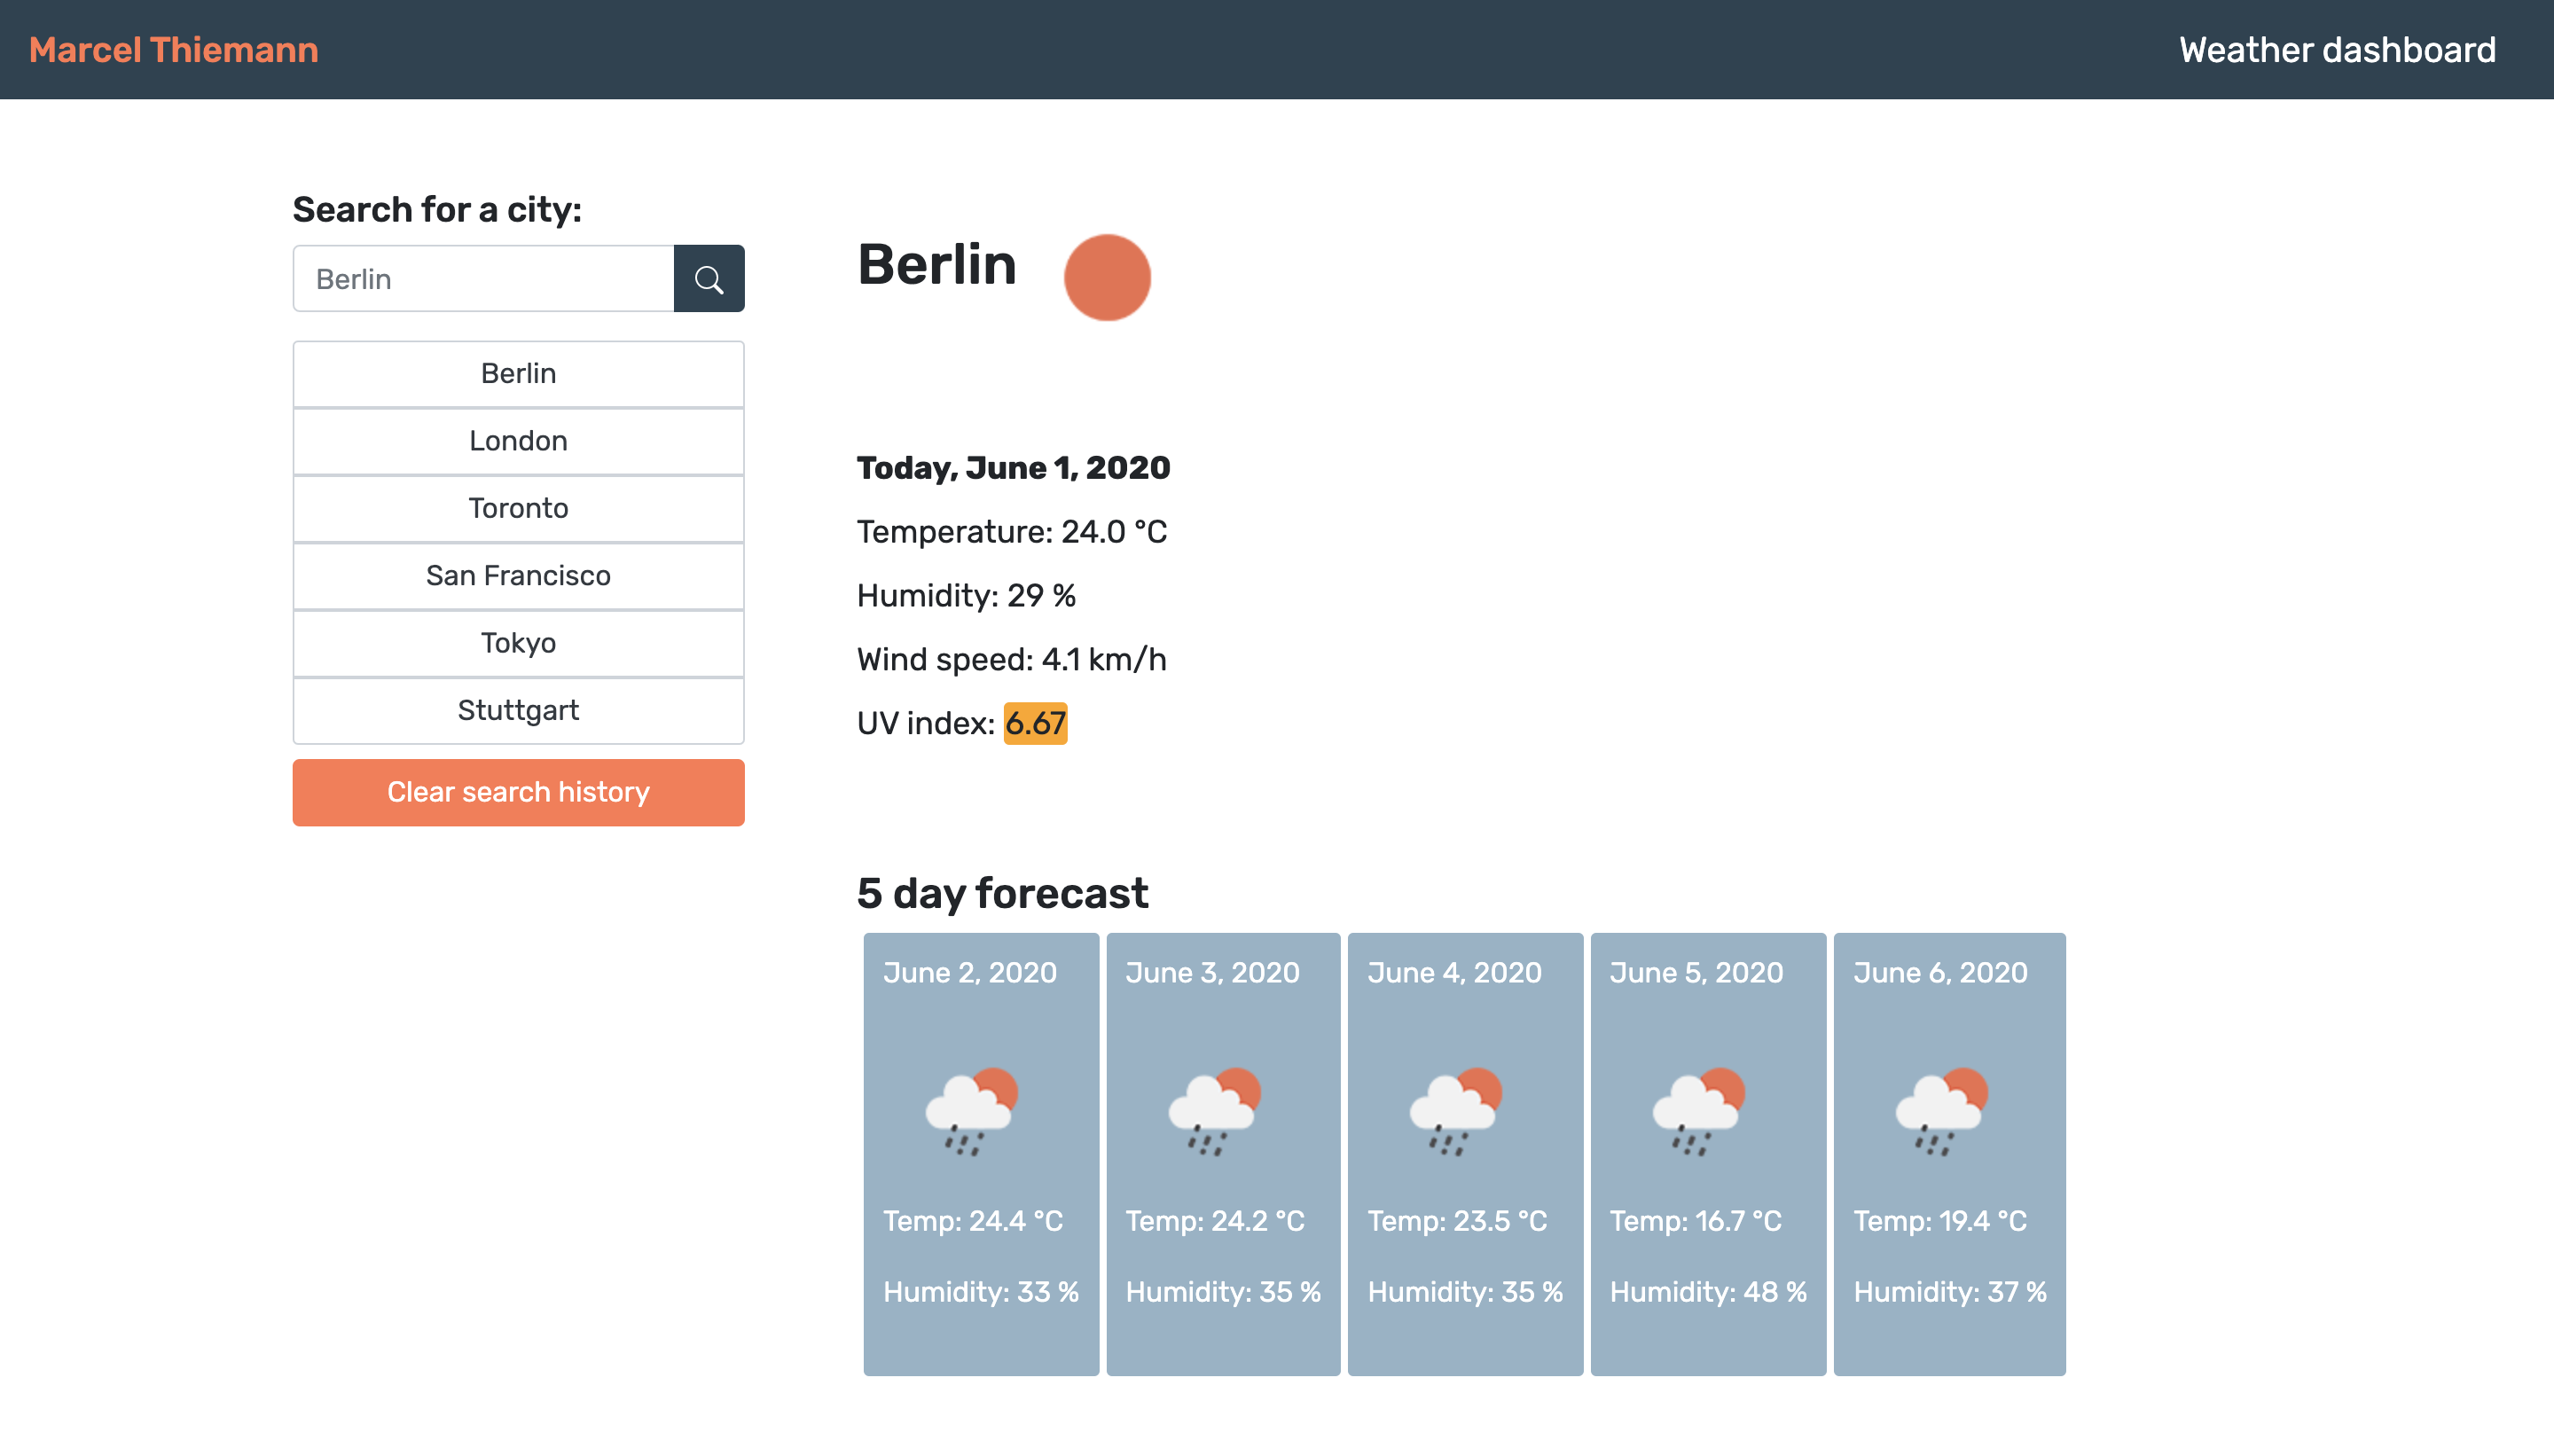 Marcel Thiemann
Weather dashboard
Search for a city:
Berlin
Berlin
London
Toronto
San Francisco
Tokyo
Stuttgart
Clear search history
Berlin
Today, June 1, 2020
Temperature: 24.0 °C
Humidity: 29 %
Wind speed: 4.1 km/h
UV index: 6.67
5 day forecast
June 2, 2020
Temp: 24.4 °C
Humidity: 33 %
June 3, 2020
Temp: 24.2 °C
Humidity: 35 %
June 4, 2020
Temp: 23.5 °C
Humidity: 35 %
June 5, 2020
Temp: 16.7 °C
Humidity: 48 %
June 6, 2020
Temp: 19.4 °C
Humidity: 37 %